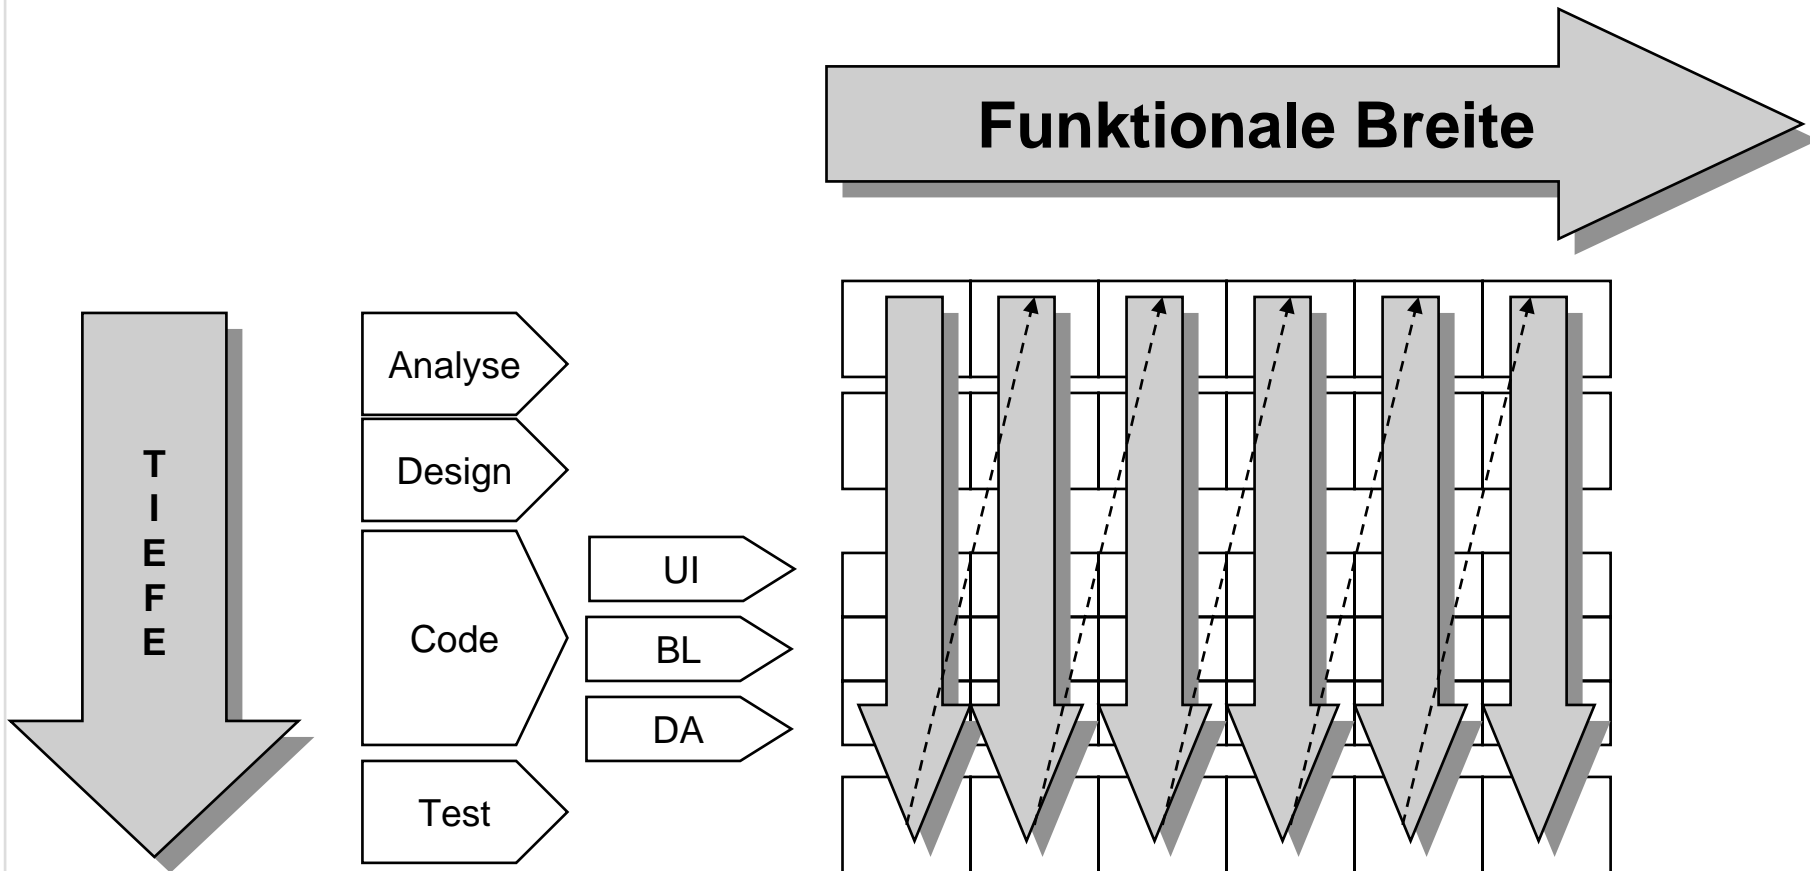 Funktionale Breite
T
I
E
F
E
Analyse
Design
Code
UI
BL
DA
Test